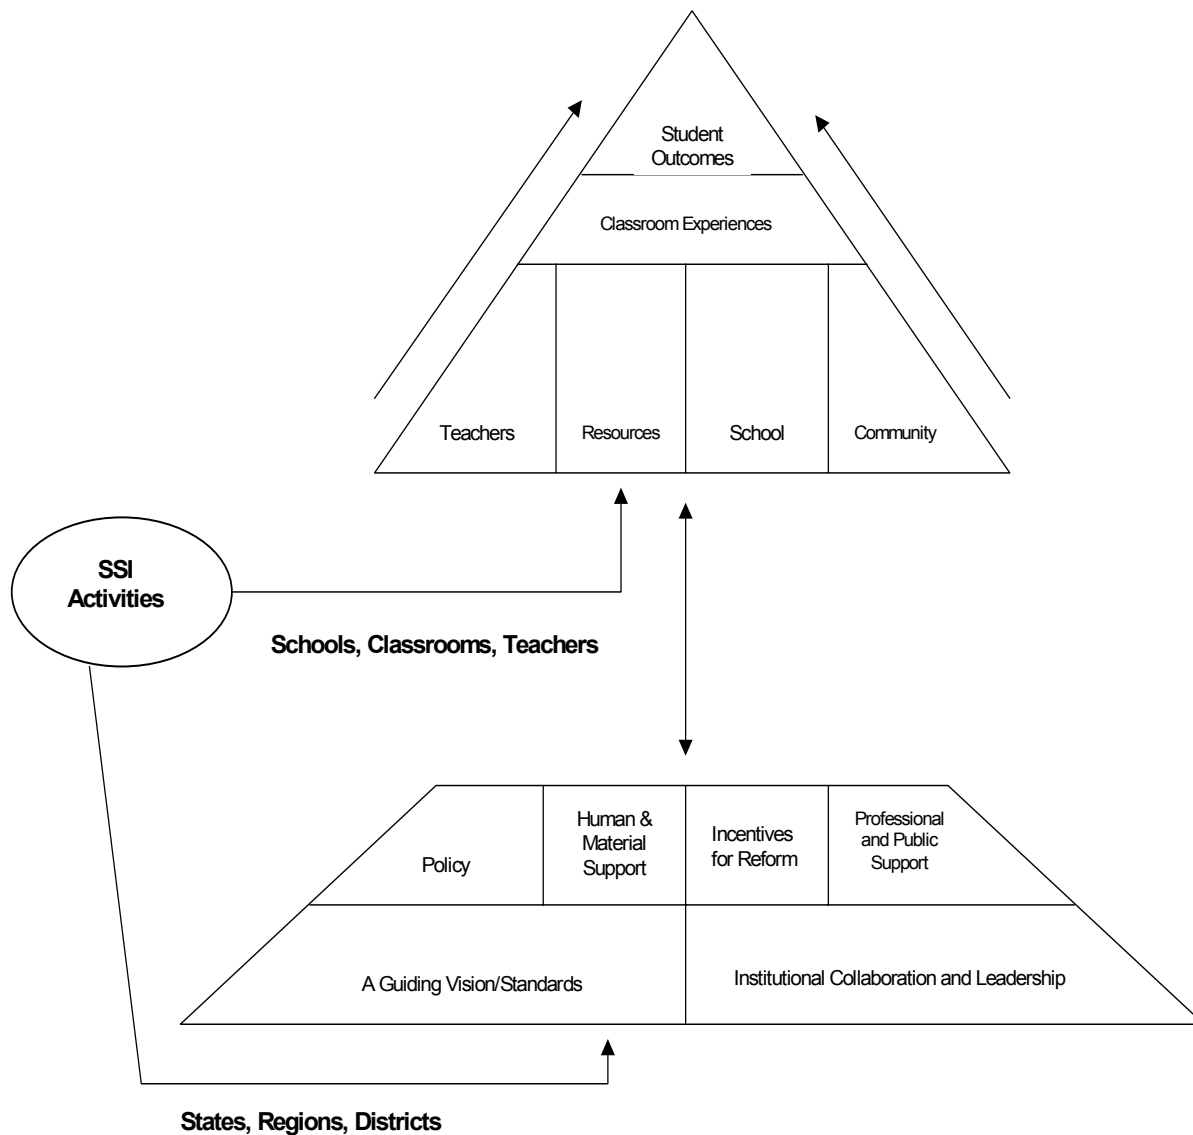 Student
Outcomes
Classroom Experiences
Teachers
Resources
School
Community
SSI
Activities
Schools, Classrooms, Teachers
Policy
Human &
Material
Support
Incentives
for Reform
Professional
and Public
Support
A Guiding Vision/Standards
Institutional Collaboration and Leadership
States, Regions, Districts